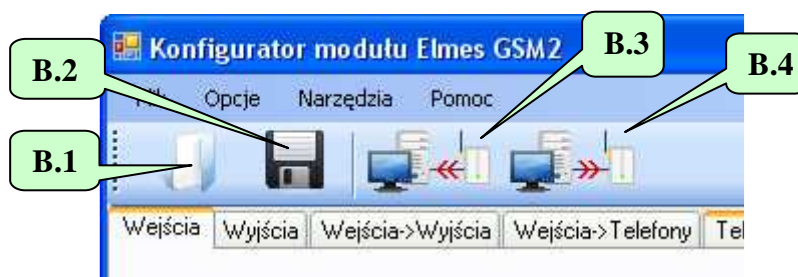 Konfigurator modułu Elmes GSM2
B.3
B.2
B.4
Opcje Narzędzia Pomoc
B.1
Wejścia Wyjścia Wejścia->Wyjścia Wejścia->Telefony